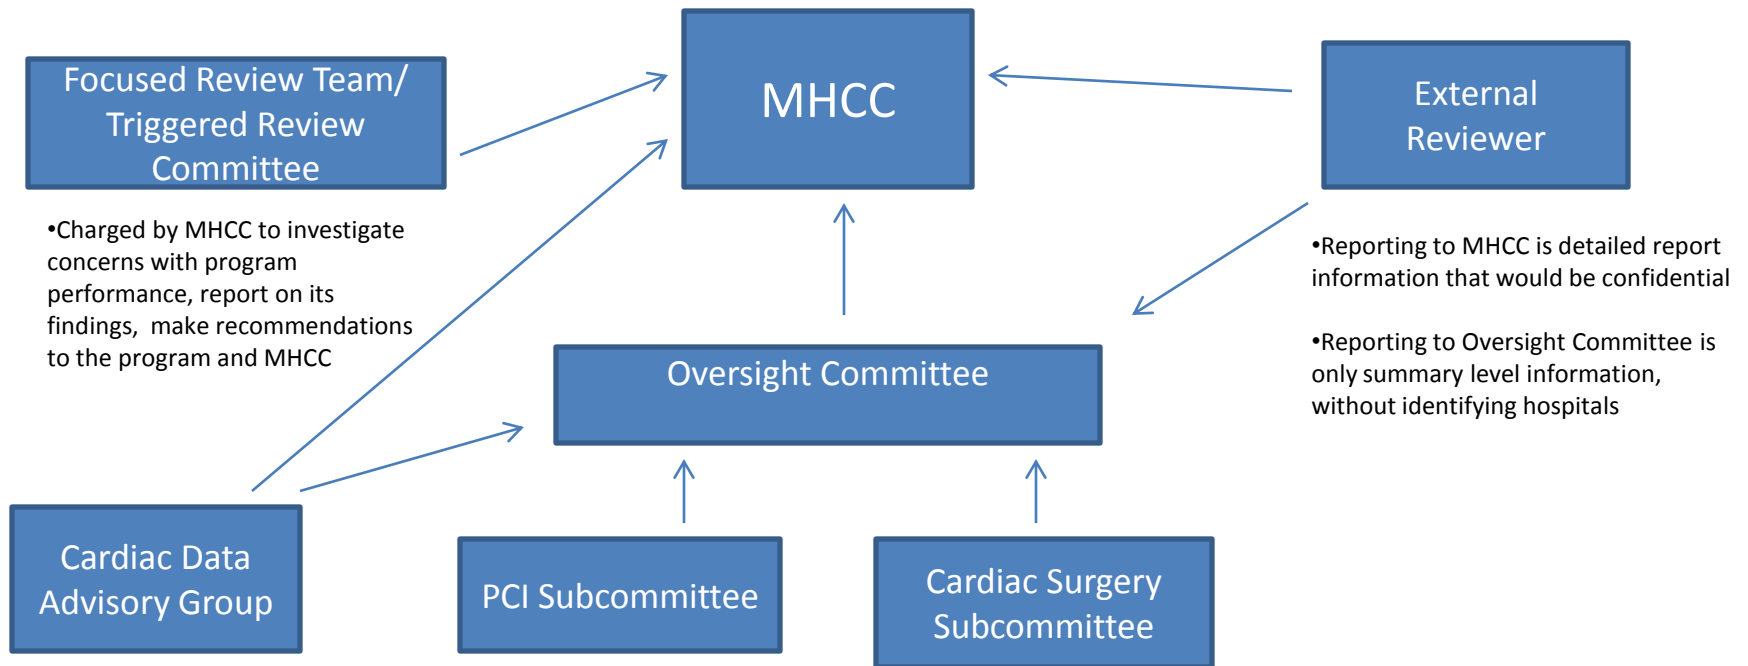 Focused Review Team/
Triggered Review
Committee
MHCC
External
Reviewer
•Charged by MHCC to investigate
concerns with program
performance, report on its
findings,  make recommendations
to the program and MHCC
•Reporting to MHCC is detailed report
information that would be confidential
•Reporting to Oversight Committee is
only summary level information,
without identifying hospitals
Oversight Committee
Cardiac Data
Advisory Group
PCI Subcommittee
Cardiac Surgery
Subcommittee